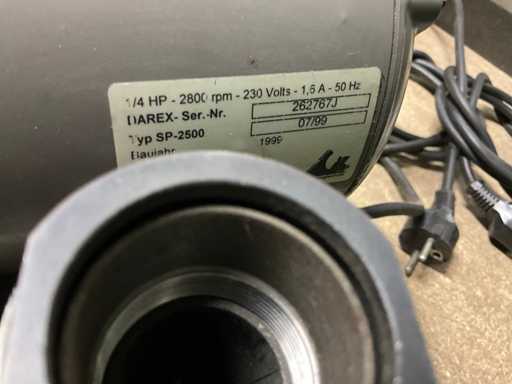 1/4 HP - 2800 rpm - 230 Volts - 1,6 A - 50 Hz
DAREX- Ser.-Nr. 262767J
Typ SP-2500 07/99
Baujahr 1999